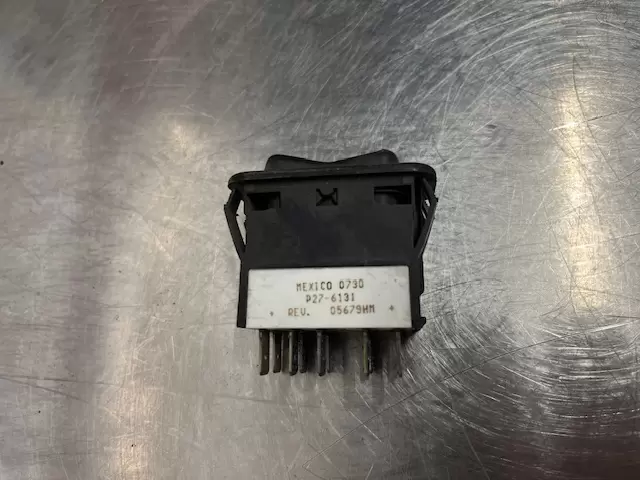 MEXICO 0730
P27-6131
+ REV. 05679HM +